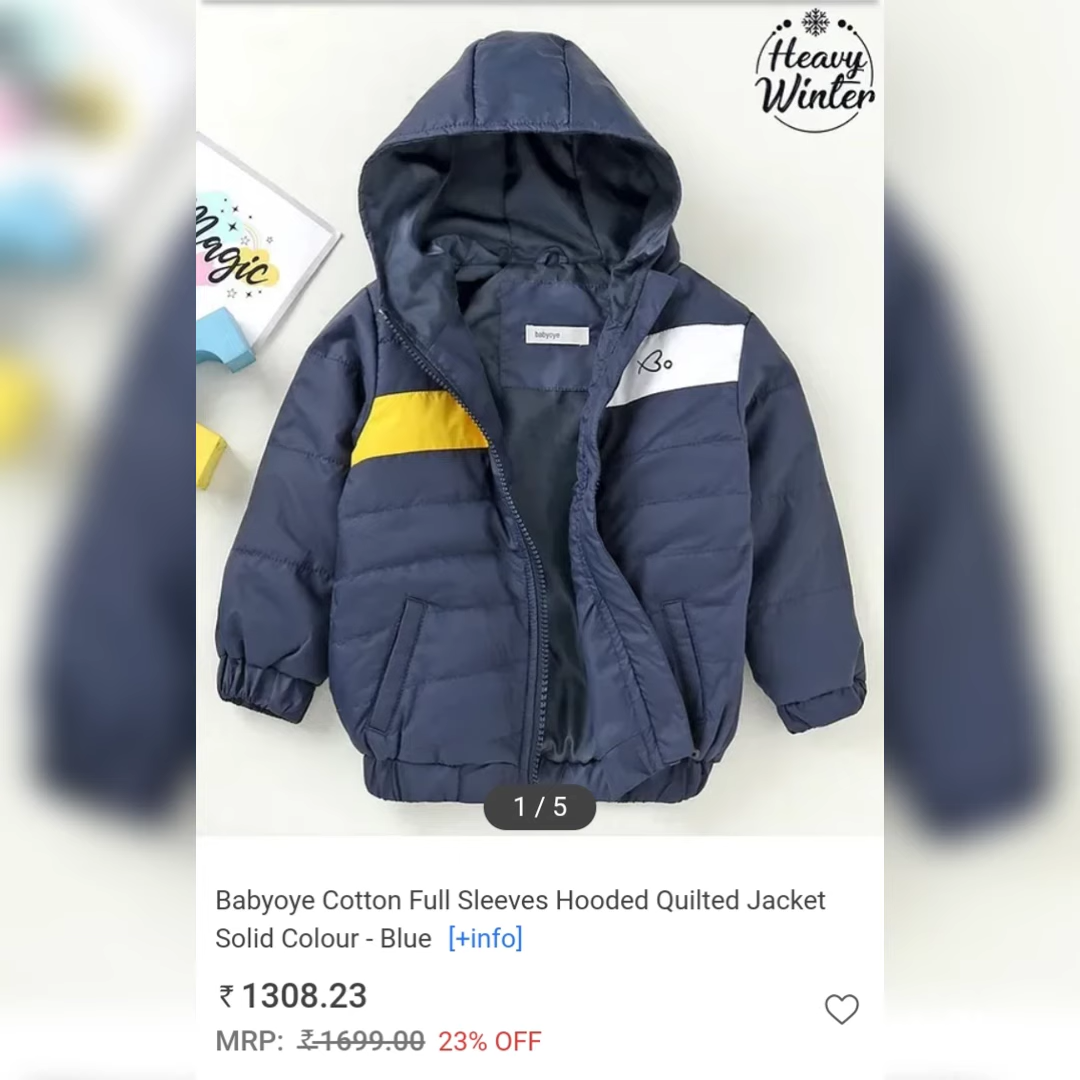 Heavy
Winter
Magic
babyoye
Bo
1 / 5
Babyoye Cotton Full Sleeves Hooded Quilted Jacket
Solid Colour - Blue [+info]
₹ 1308.23
MRP: ₹ 1699.00 23% OFF